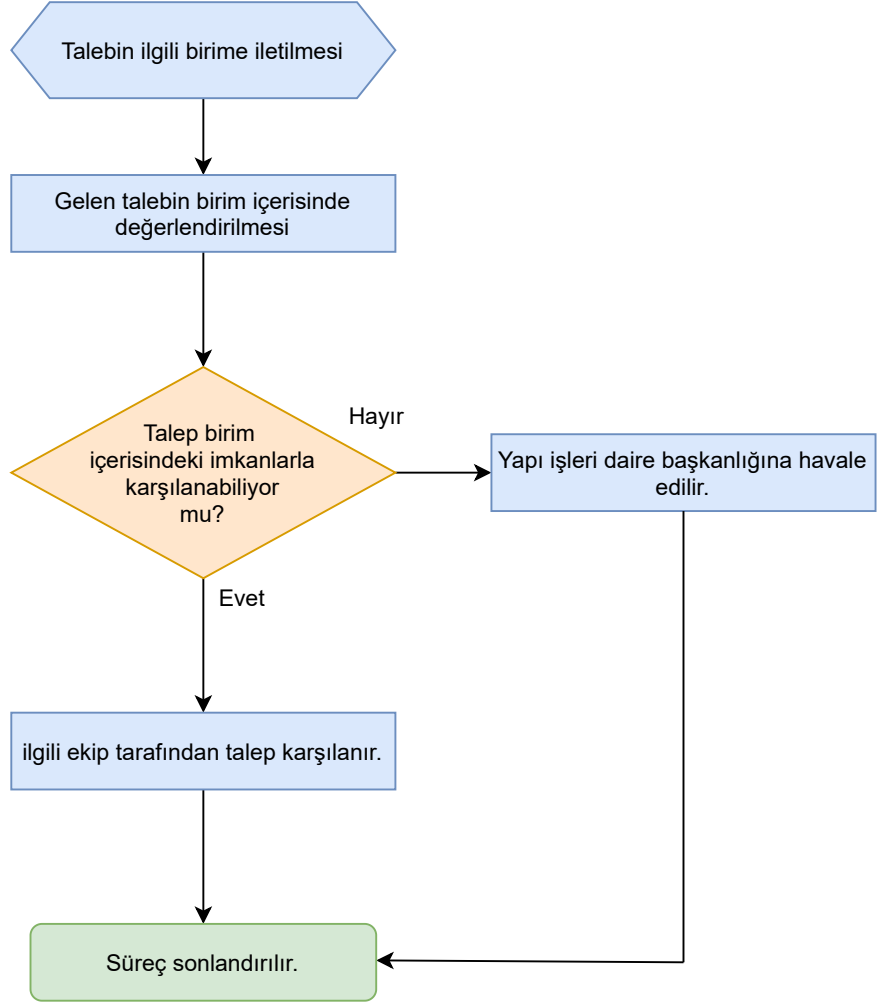 Talebin ilgili birime iletilmesi
Gelen talebin birim içerisinde
değerlendirilmesi
Talep birim
içerisindeki imkanlarla
karşılanabiliyor
mu?
Hayır
Yapı işleri daire başkanlığına havale
edilir.
Evet
ilgili ekip tarafından talep karşılanır.
Süreç sonlandırılır.